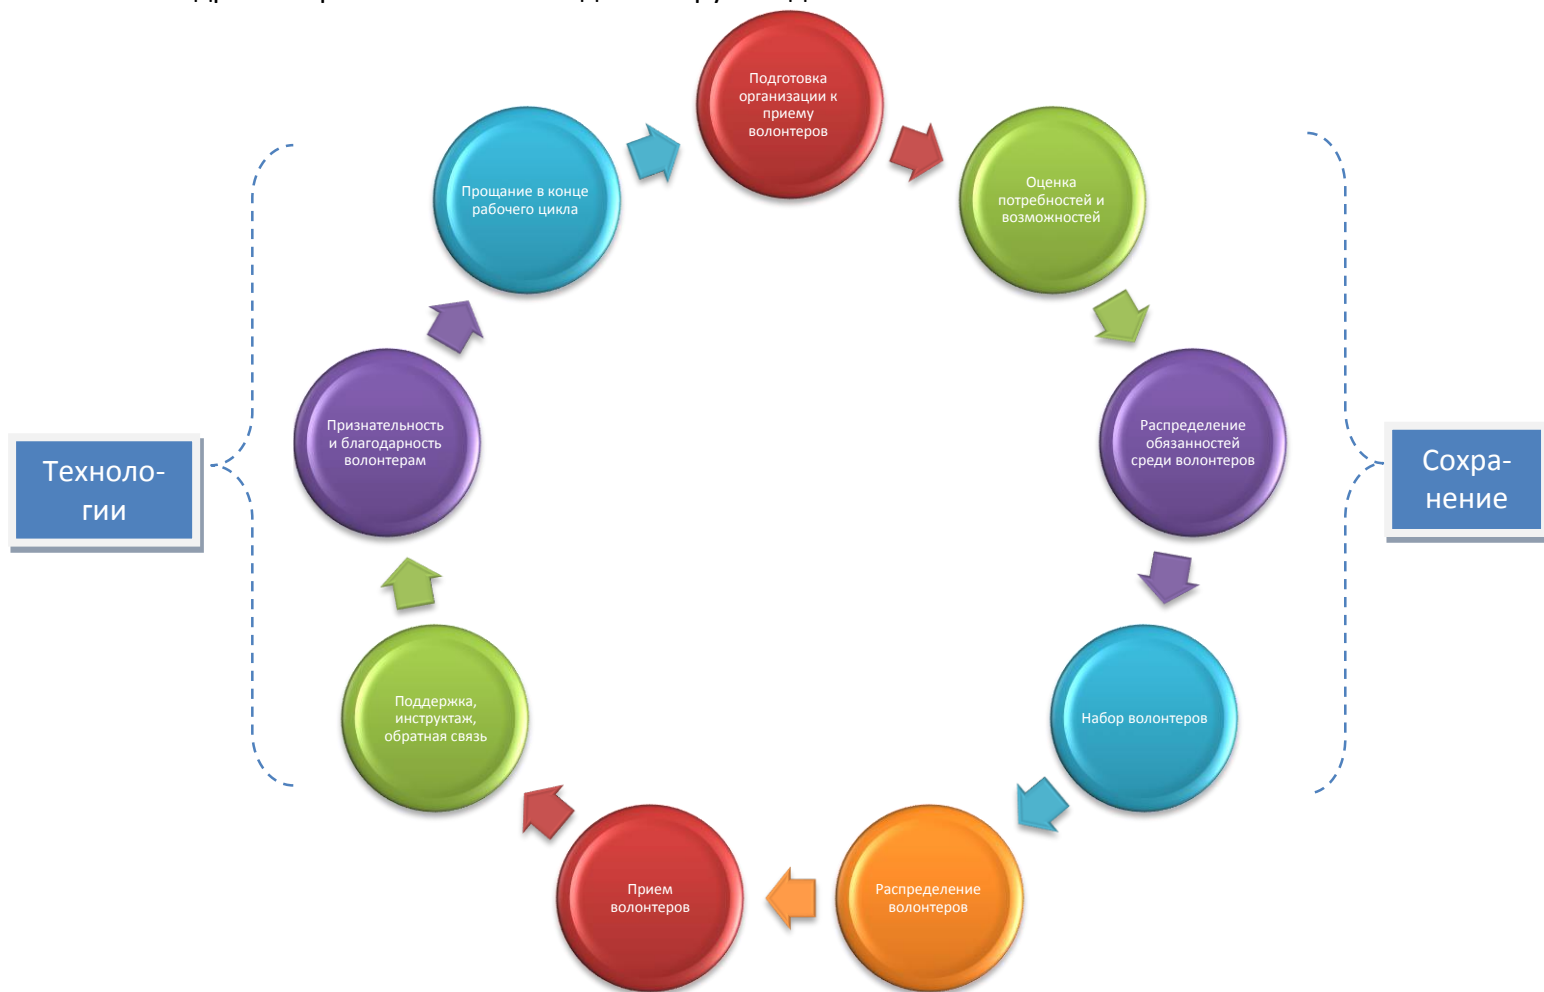 Подготовка
организации к
приему
волонтеров
Оценка
потребностей и
возможностей
Распределение
обязанностей
среди волонтеров
Набор волонтеров
Распределение
волонтеров
Прием
волонтеров
Поддержка,
инструктаж,
обратная связь
Признательность
и благодарность
волонтерам
Прощание в конце
рабочего цикла
Техноло-
гии
Сохра-
нение